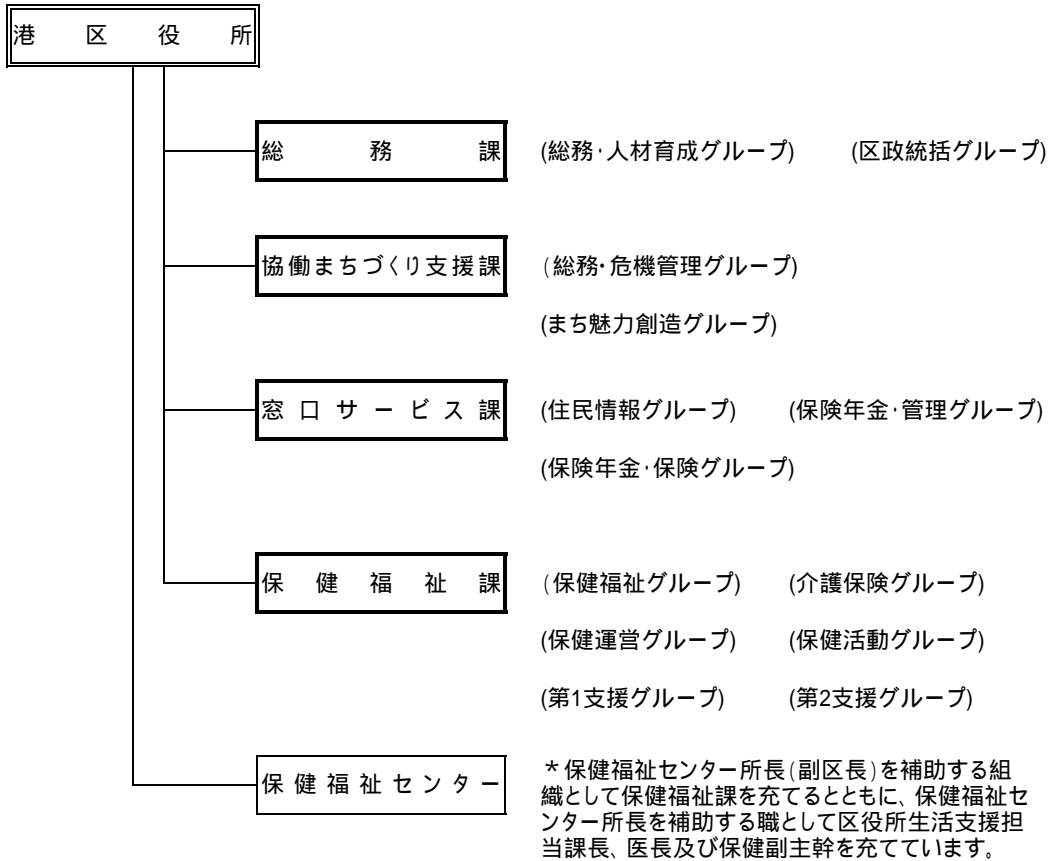 港区役所
総務課 (総務・人材育成グループ) (区政統括グループ)
協働まちづくり支援課 (総務・危機管理グループ)
(まち魅力創造グループ)
窓口サービス課 (住民情報グループ) (保険年金・管理グループ)
(保険年金・保険グループ)
保健福祉課 (保健福祉グループ) (介護保険グループ)
(保健運営グループ) (保健活動グループ)
(第1支援グループ) (第2支援グループ)
保健福祉センター
*保健福祉センター所長(副区長)を補助する組
織として保健福祉課を充てるとともに、保健福祉セ
ンター所長を補助する職として区役所生活支援担
当課長、医長及び保健副主幹を充てています。